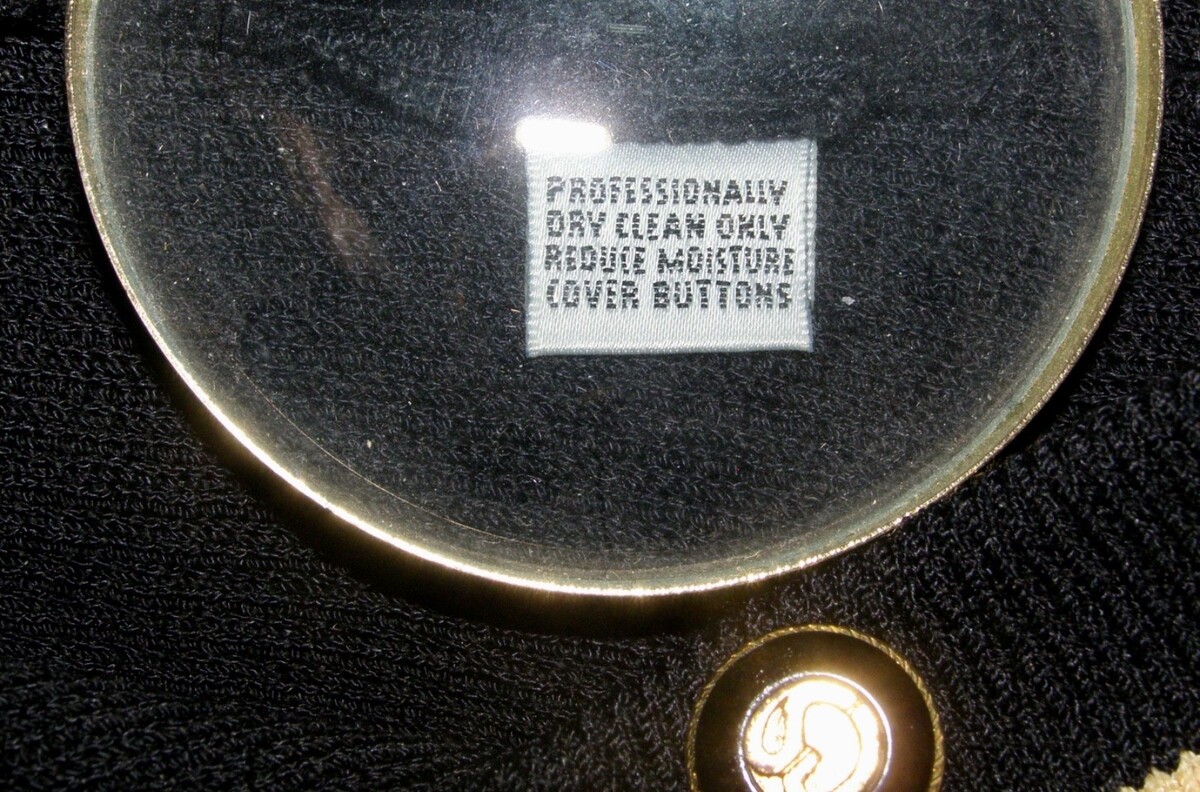 PROFESSIONALLY
DRY CLEAN ONLY
REDUCE MOISTURE
COVER BUTTONS